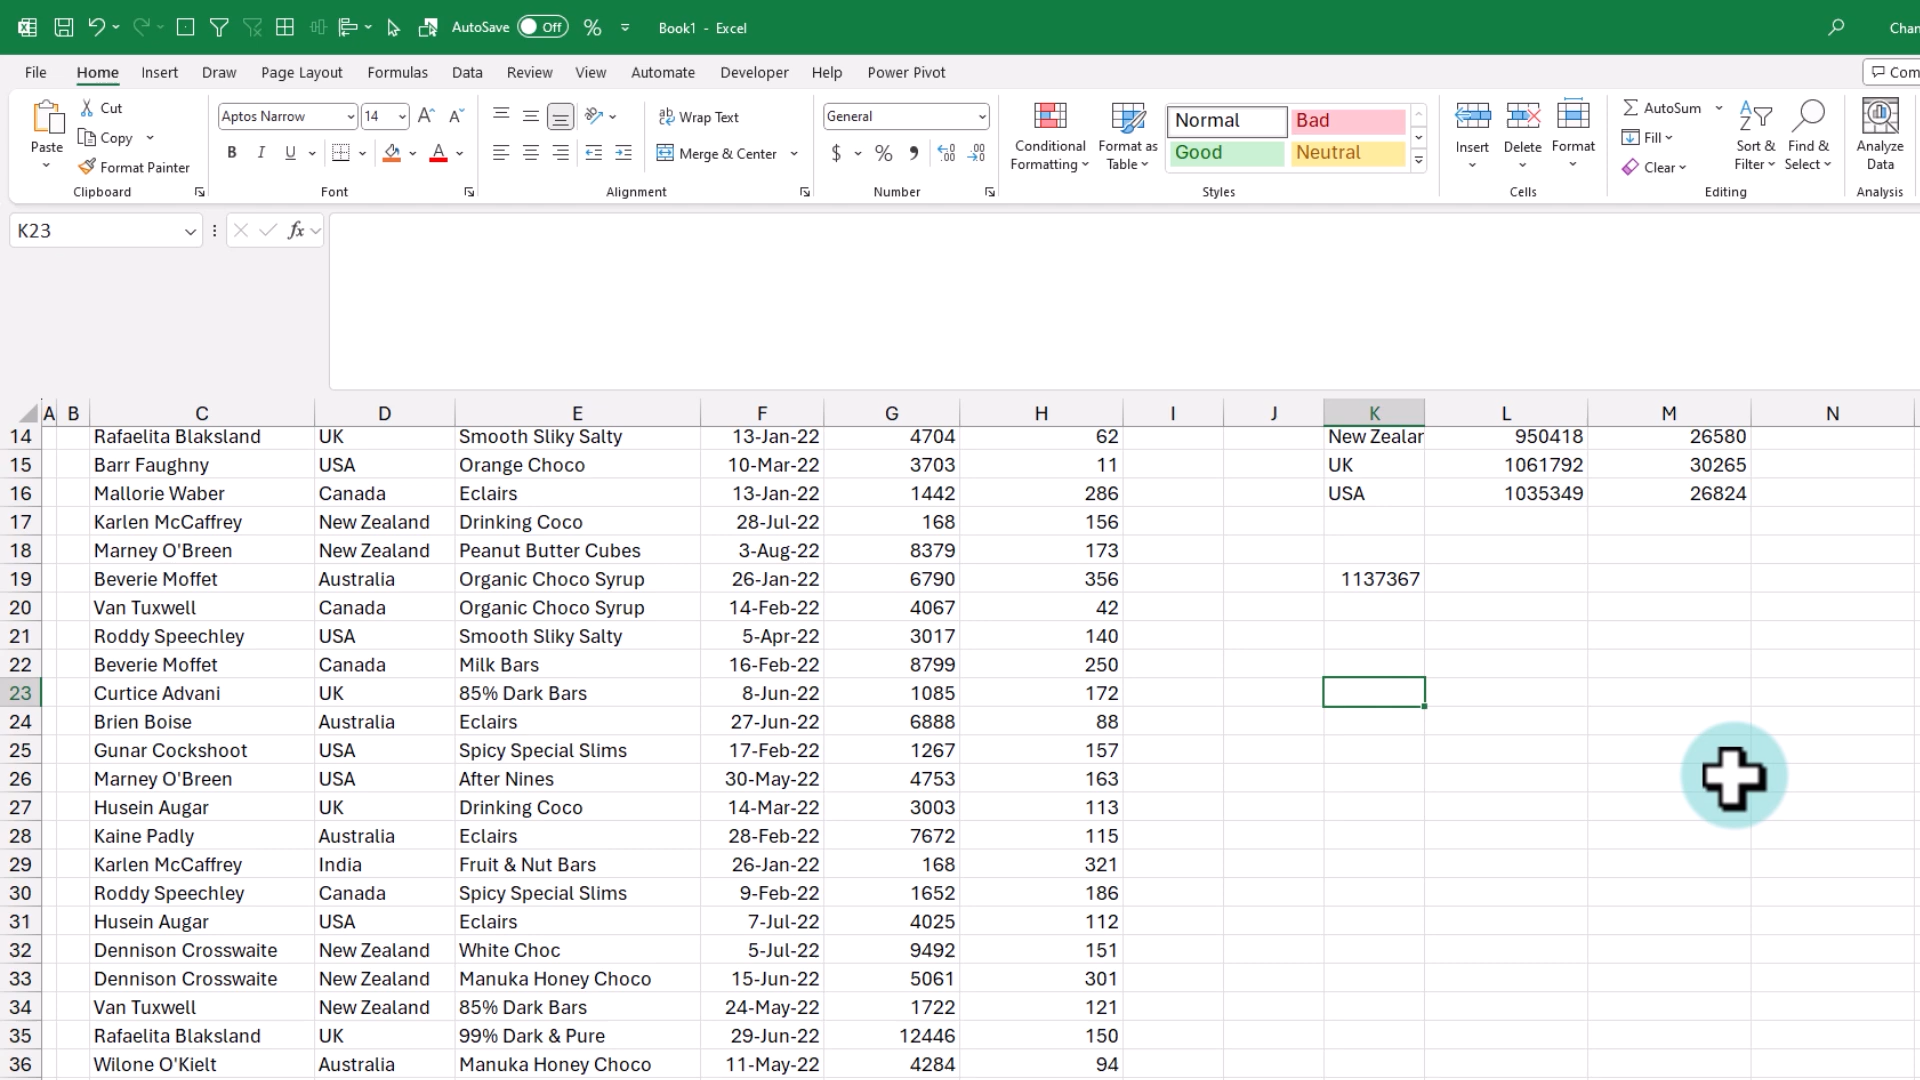 AutoSave Off % Book1 - Excel Chan
File Home Insert Draw Page Layout Formulas Data Review View Automate Developer Help Power Pivot Com
Paste Cut Copy Format Painter Clipboard
Aptos Narrow 14 A A B I U A Font
ab Wrap Text Merge & Center Alignment
General $ % , .00 .00 Number
Conditional Formatting Format as Table Normal Bad Good Neutral Styles
Insert Delete Format Cells
AutoSum Fill Clear Sort & Filter Find & Select Editing
Analyze Data Analysis
K23 fx
A B C D E F G H I J K L M N
14 Rafaelita Blaksland UK Smooth Sliky Salty 13-Jan-22 4704 62 New Zealar 950418 26580
15 Barr Faughny USA Orange Choco 10-Mar-22 3703 11 UK 1061792 30265
16 Mallorie Waber Canada Eclairs 13-Jan-22 1442 286 USA 1035349 26824
17 Karlen McCaffrey New Zealand Drinking Coco 28-Jul-22 168 156
18 Marney O'Breen New Zealand Peanut Butter Cubes 3-Aug-22 8379 173
19 Beverie Moffet Australia Organic Choco Syrup 26-Jan-22 6790 356 1137367
20 Van Tuxwell Canada Organic Choco Syrup 14-Feb-22 4067 42
21 Roddy Speechley USA Smooth Sliky Salty 5-Apr-22 3017 140
22 Beverie Moffet Canada Milk Bars 16-Feb-22 8799 250
23 Curtice Advani UK 85% Dark Bars 8-Jun-22 1085 172
24 Brien Boise Australia Eclairs 27-Jun-22 6888 88
25 Gunar Cockshoot USA Spicy Special Slims 17-Feb-22 1267 157
26 Marney O'Breen USA After Nines 30-May-22 4753 163
27 Husein Augar UK Drinking Coco 14-Mar-22 3003 113
28 Kaine Padly Australia Eclairs 28-Feb-22 7672 115
29 Karlen McCaffrey India Fruit & Nut Bars 26-Jan-22 168 321
30 Roddy Speechley Canada Spicy Special Slims 9-Feb-22 1652 186
31 Husein Augar USA Eclairs 7-Jul-22 4025 112
32 Dennison Crosswaite New Zealand White Choc 5-Jul-22 9492 151
33 Dennison Crosswaite New Zealand Manuka Honey Choco 15-Jun-22 5061 301
34 Van Tuxwell New Zealand 85% Dark Bars 24-May-22 1722 121
35 Rafaelita Blaksland UK 99% Dark & Pure 29-Jun-22 12446 150
36 Wilone O'Kielt Australia Manuka Honey Choco 11-May-22 4284 94